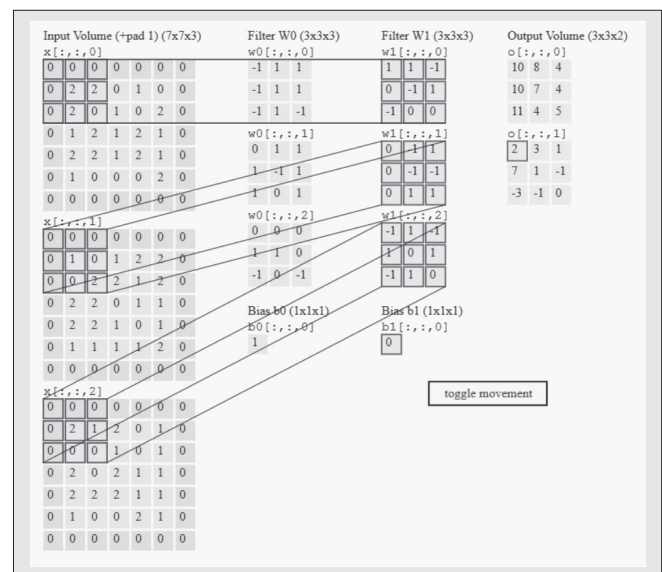 Input Volume (+pad 1) (7x7x3)
x[:,:,0]
0 0 0 0 0 0 0
0 2 2 0 1 0 0
0 2 0 1 0 2 0
0 1 2 1 2 1 0
0 2 2 1 2 1 0
0 1 0 0 0 2 0
0 0 0 0 0 0 0
x[:,:,1]
0 0 0 0 0 0 0
0 1 0 1 2 2 0
0 0 2 2 1 2 0
0 2 2 0 1 1 0
0 2 2 1 0 1 0
0 1 1 1 1 2 0
0 0 0 0 0 0 0
x[:,:,2]
0 0 0 0 0 0 0
0 2 1 2 0 1 0
0 0 0 1 0 1 0
0 2 0 2 1 1 0
0 2 2 2 1 1 0
0 1 0 0 2 1 0
0 0 0 0 0 0 0
Filter W0 (3x3x3)
w0[:,:,0]
-1 1 1
-1 1 1
-1 1 -1
w0[:,:,1]
0 1 1
1 -1 1
1 0 1
w0[:,:,2]
0 0 0
1 1 0
-1 0 -1
Bias b0 (1x1x1)
b0[:,:,0]
1
Filter W1 (3x3x3)
w1[:,:,0]
1 1 -1
0 -1 1
-1 0 0
w1[:,:,1]
0 -1 1
0 -1 -1
0 1 1
w1[:,:,2]
-1 1 -1
1 0 1
-1 1 0
Bias b1 (1x1x1)
b1[:,:,0]
0
Output Volume (3x3x2)
o[:,:,0]
10 8 4
10 7 4
11 4 5
o[:,:,1]
2 3 1
7 1 -1
-3 -1 0
toggle movement